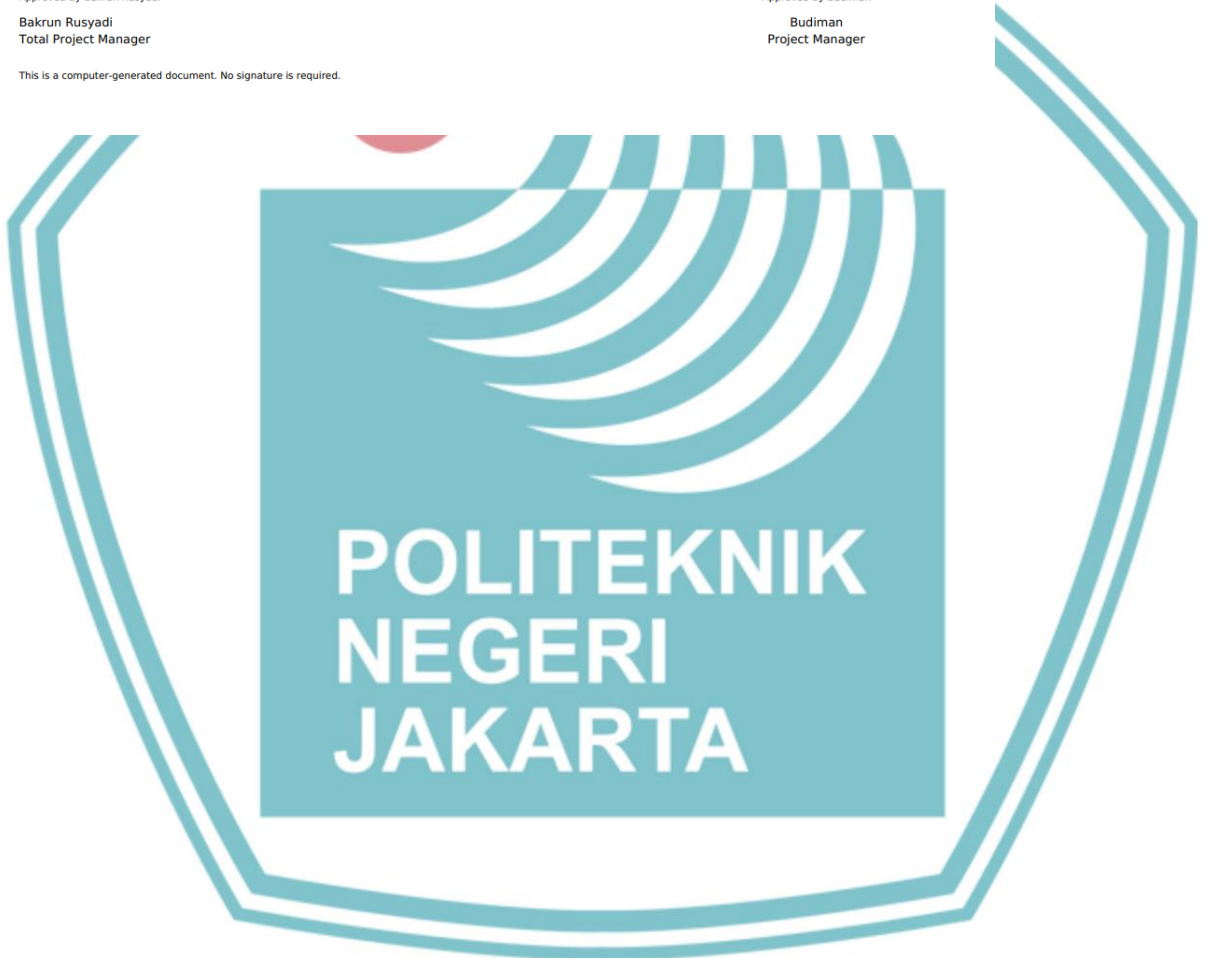 Bakrun Rusyadi
Total Project Manager
Budiman
Project Manager
This is a computer-generated document. No signature is required.
POLITEKNIK
NEGERI
JAKARTA